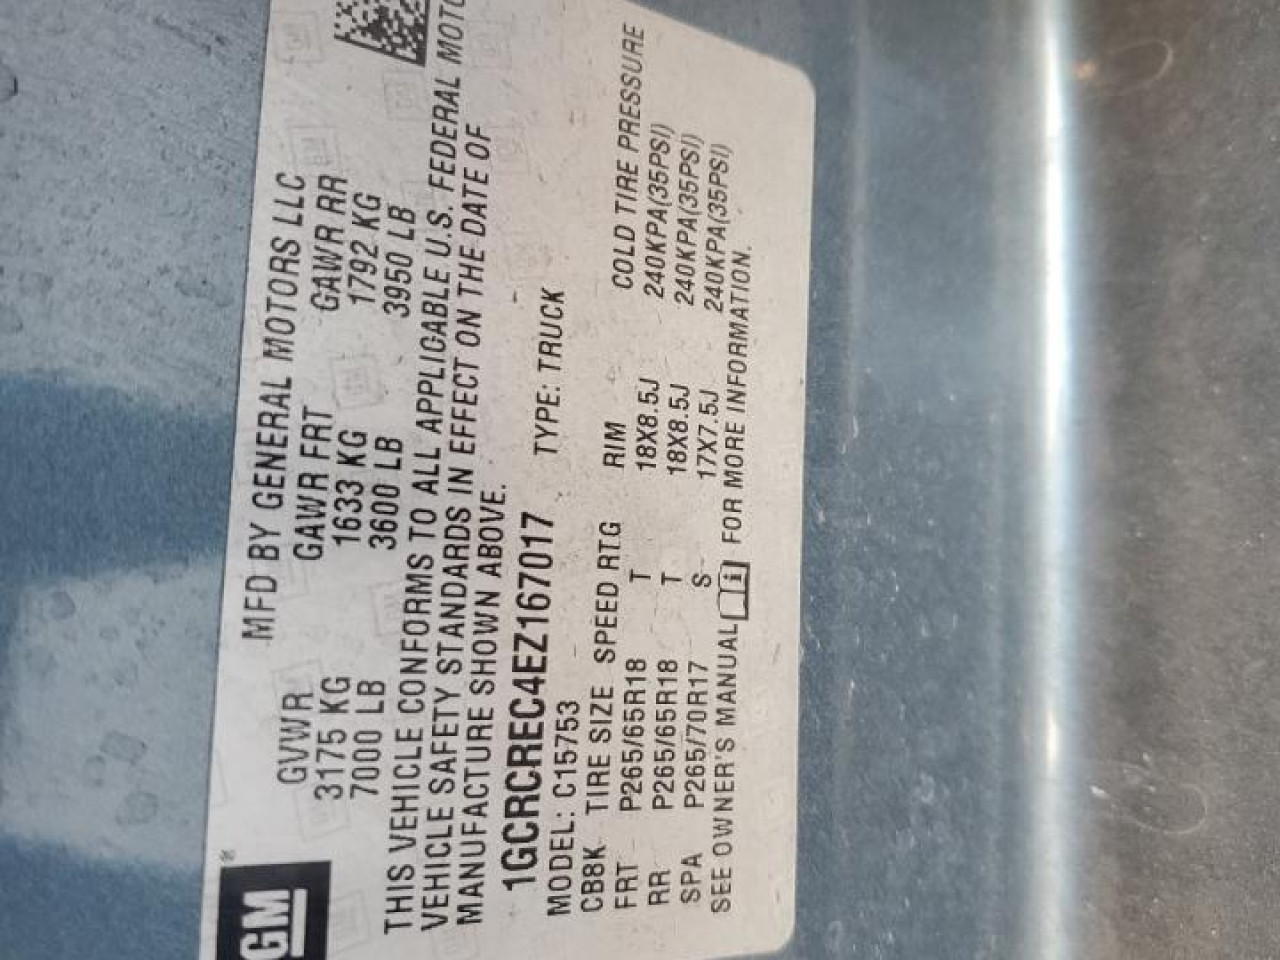 GM®
MFD BY GENERAL MOTORS LLC
GVWR GAWR FRT GAWR RR
3175 KG 1633 KG 1792 KG
7000 LB 3600 LB 3950 LB
THIS VEHICLE CONFORMS TO ALL APPLICABLE U.S. FEDERAL
VEHICLE SAFETY STANDARDS IN EFFECT ON THE DATE OF
MANUFACTURE SHOWN ABOVE.
1GCRCREC4EZ167017 TYPE: TRUCK
MODEL: C15753
CB8K TIRE SIZE SPEED RTG RIM COLD TIRE PRESSURE
FRT P265/65R18 T 18X8.5J 240KPA(35PSI)
RR P265/65R18 T 18X8.5J 240KPA(35PSI)
SPA P265/70R17 S 17X7.5J 240KPA(35PSI)
SEE OWNER'S MANUAL i FOR MORE INFORMATION.